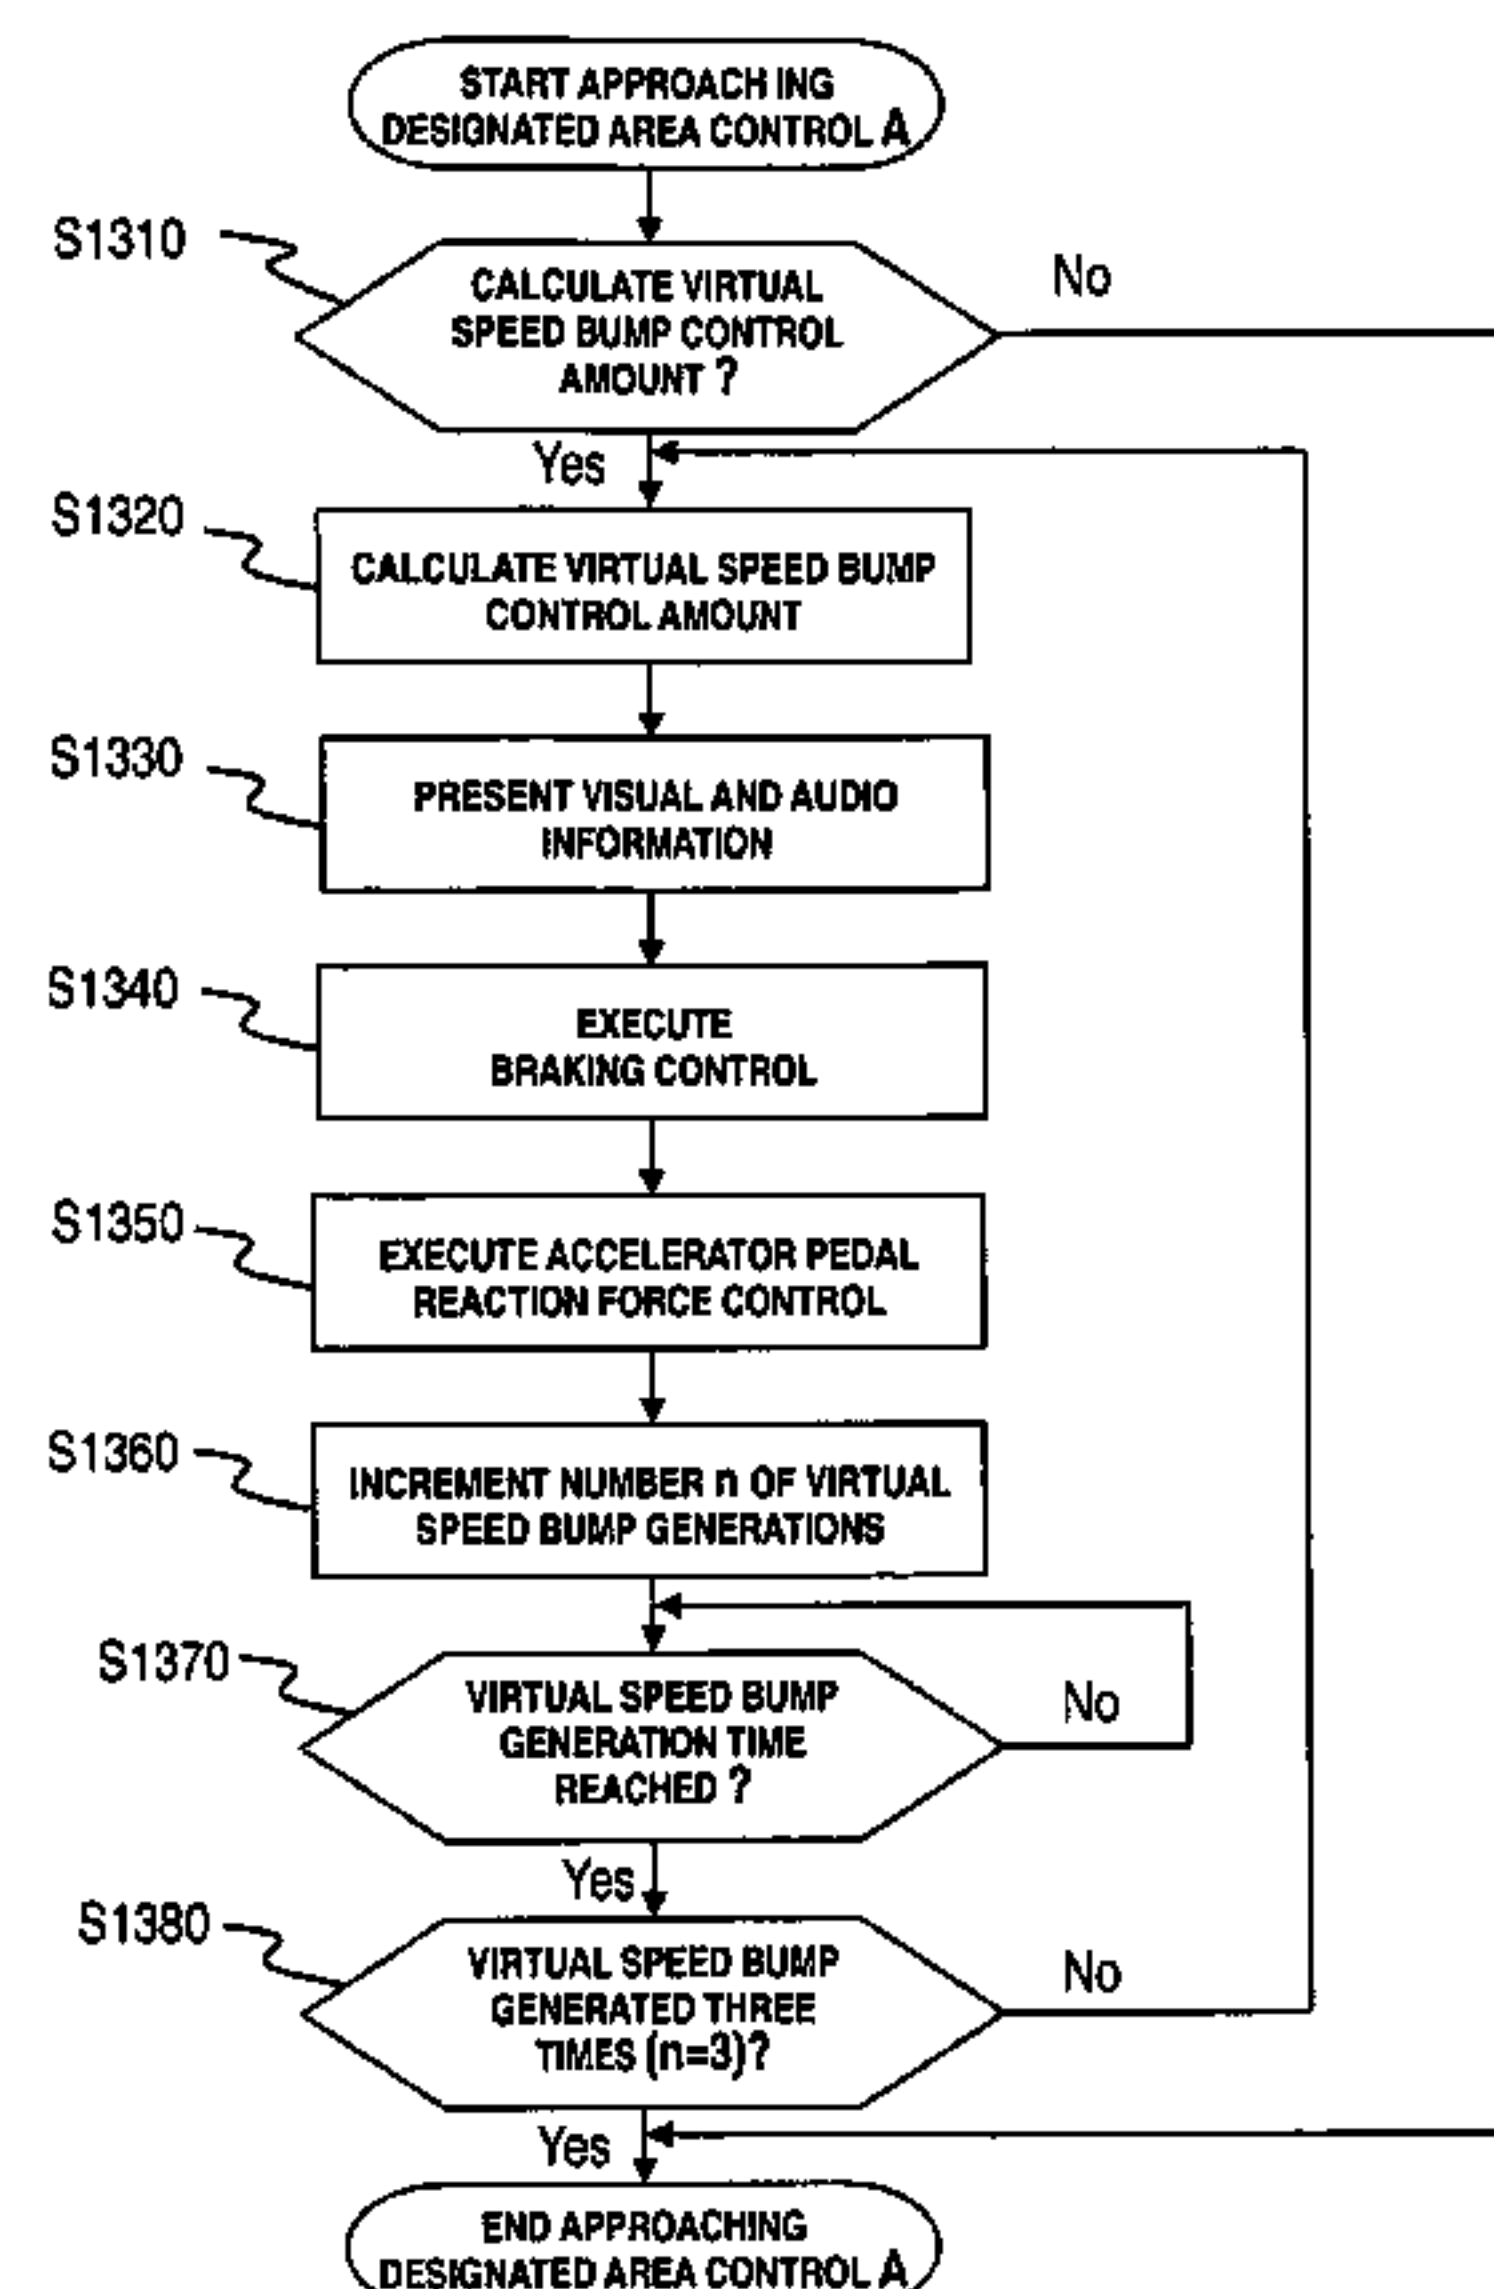 START APPROACH ING
DESIGNATED AREA CONTROL A
S1310
CALCULATE VIRTUAL
SPEED BUMP CONTROL
AMOUNT ?
No
Yes
S1320
CALCULATE VIRTUAL SPEED BUMP
CONTROL AMOUNT
S1330
PRESENT VISUAL AND AUDIO
INFORMATION
S1340
EXECUTE
BRAKING CONTROL
S1350
EXECUTE ACCELERATOR PEDAL
REACTION FORCE CONTROL
S1360
INCREMENT NUMBER n OF VIRTUAL
SPEED BUMP GENERATIONS
S1370
VIRTUAL SPEED BUMP
GENERATION TIME
REACHED ?
No
Yes
S1380
VIRTUAL SPEED BUMP
GENERATED THREE
TIMES (n=3)?
No
Yes
END APPROACHING
DESIGNATED AREA CONTROL A